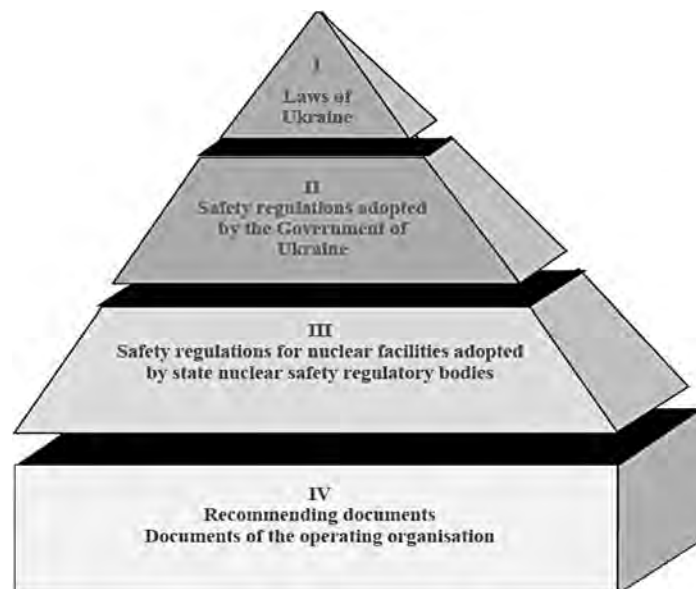 I
Laws of
Ukraine
II
Safety regulations adopted
by the Government of
Ukraine
III
Safety regulations for nuclear facilities adopted
by state nuclear safety regulatory bodies
IV
Recommending documents
Documents of the operating organisation